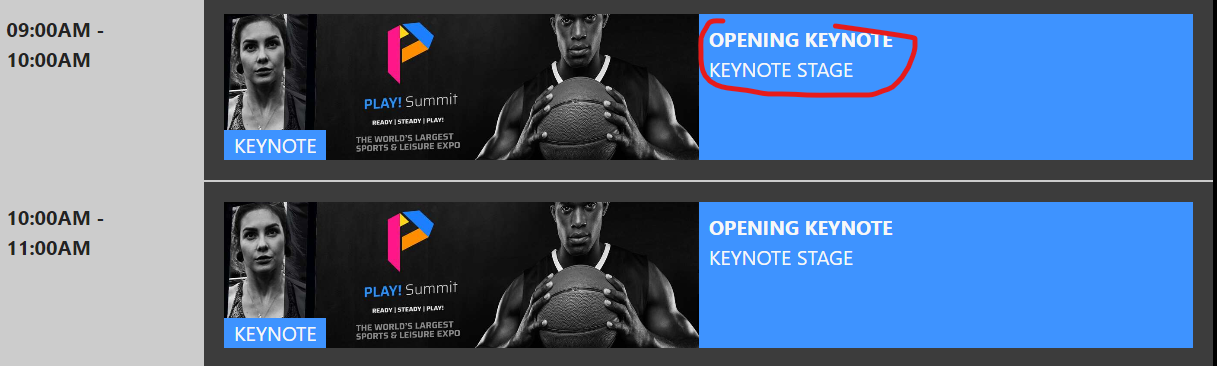 09:00AM -
10:00AM
PLAY! Summit
READY | STEADY | PLAY!
THE WORLD'S LARGEST
SPORTS & LEISURE EXPO
KEYNOTE
OPENING KEYNOTE
KEYNOTE STAGE
10:00AM -
11:00AM
PLAY! Summit
READY | STEADY | PLAY!
THE WORLD'S LARGEST
SPORTS & LEISURE EXPO
KEYNOTE
OPENING KEYNOTE
KEYNOTE STAGE